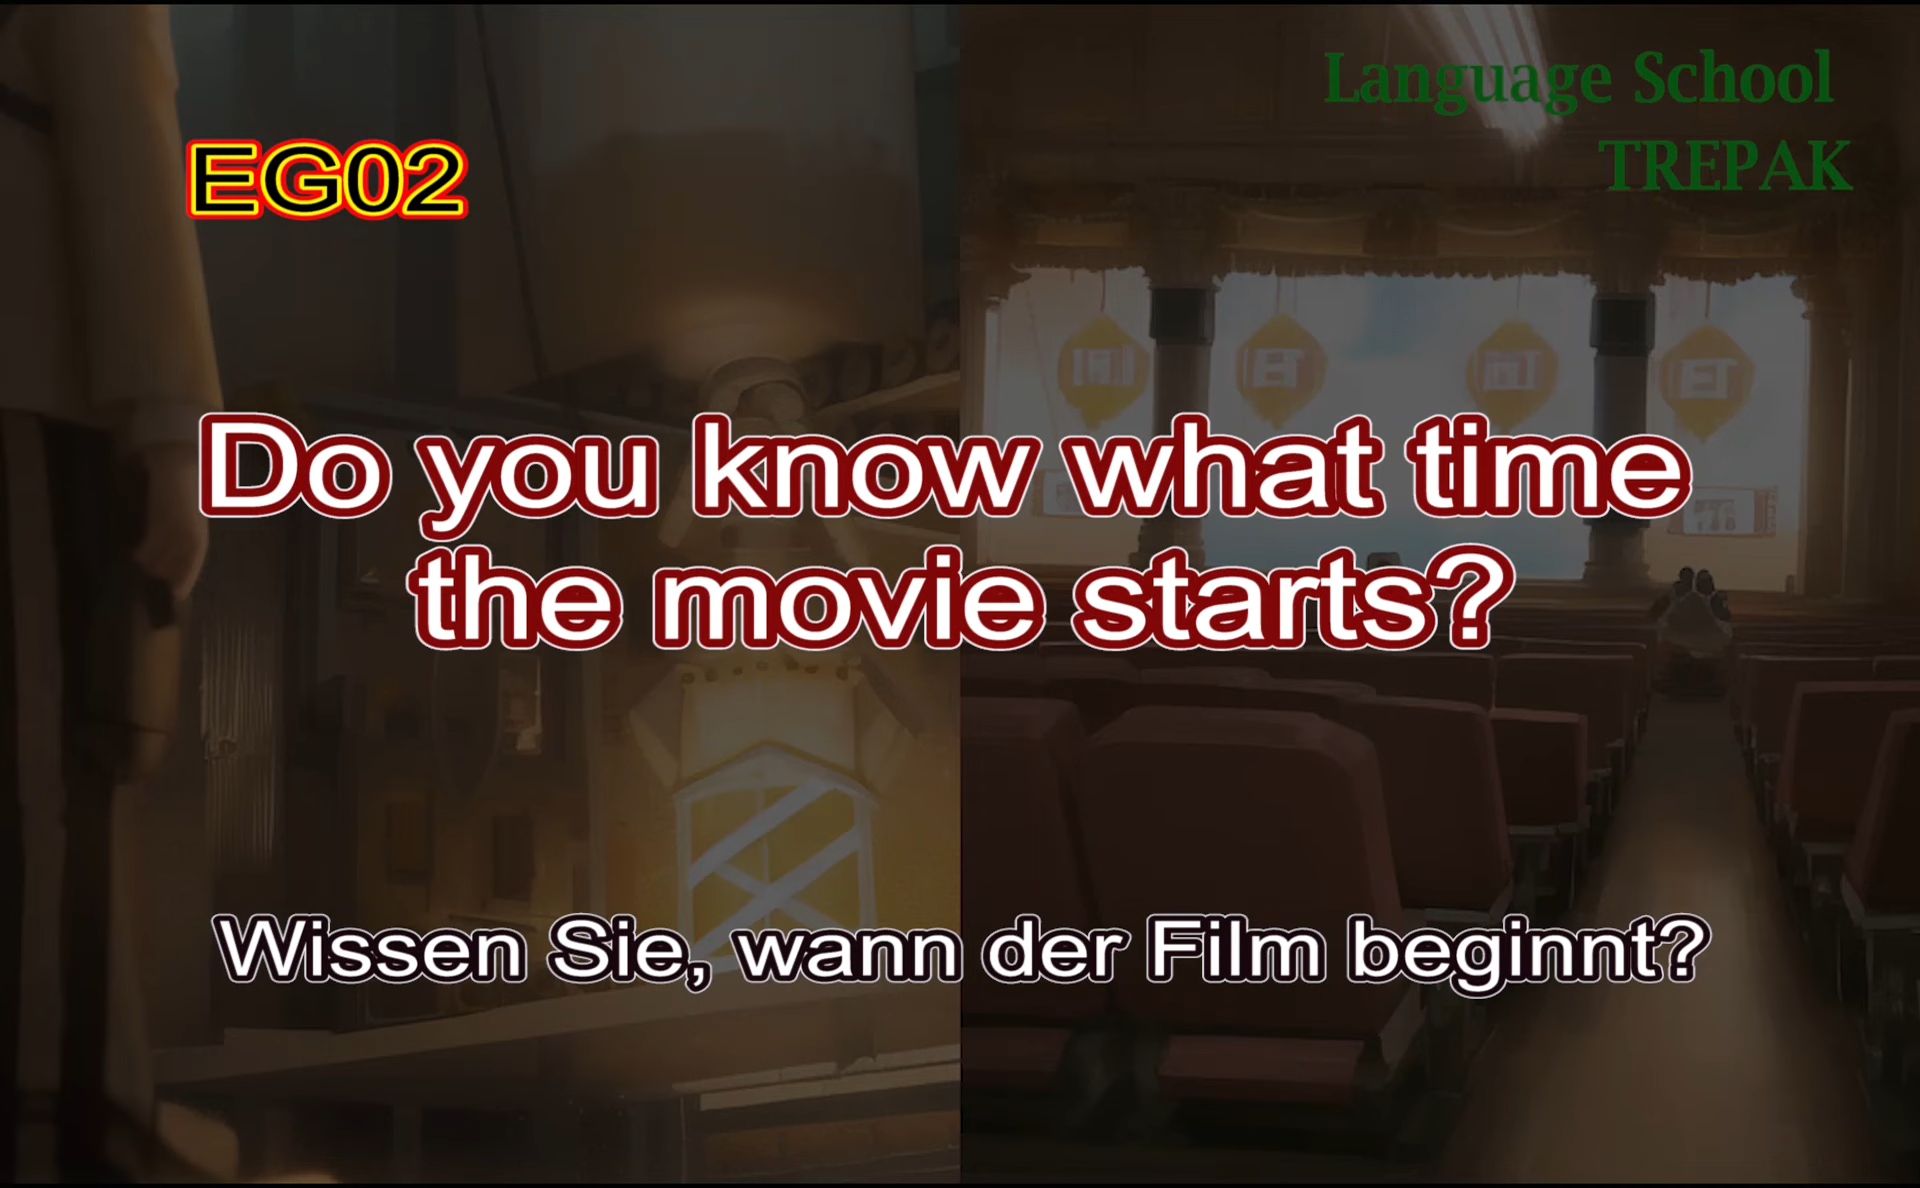 Language School
TREPAK
EG02
Do you know what time
the movie starts?
Wissen Sie, wann der Film beginnt?